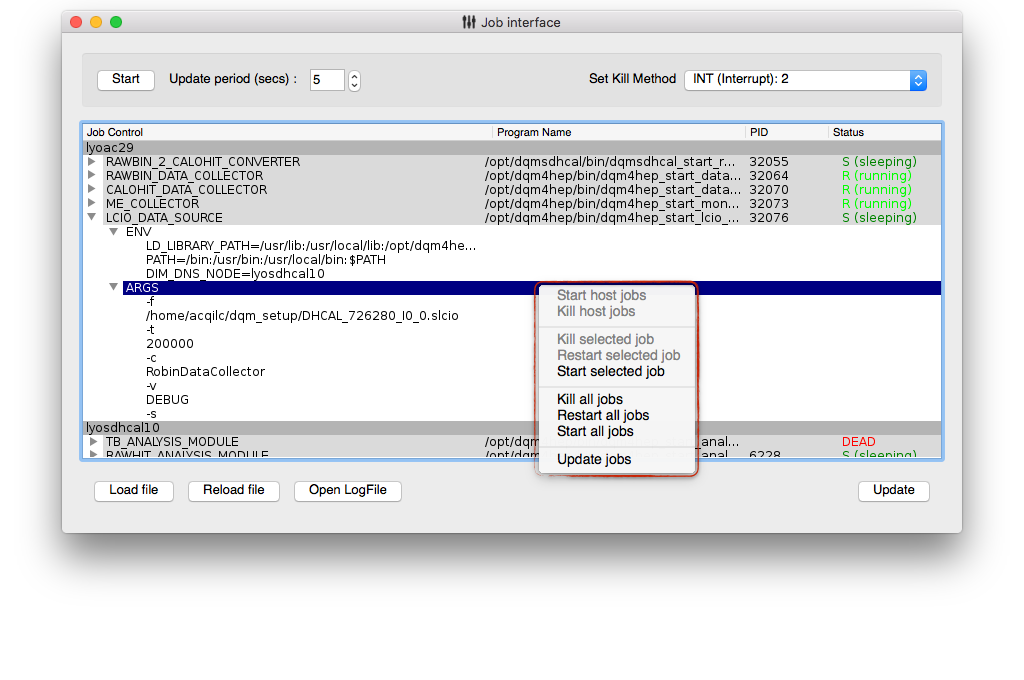 Job interface
Start Update period (secs) : 5 Set Kill Method INT (Interrupt): 2
Job Control Program Name PID Status
lyoac29
RAWBIN_2_CALOHIT_CONVERTER /opt/dqmsdhcal/bin/dqmsdhcal_start_r... 32055 S (sleeping)
RAWBIN_DATA_COLLECTOR /opt/dqm4hep/bin/dqm4hep_start_data... 32064 R (running)
CALOHIT_DATA_COLLECTOR /opt/dqm4hep/bin/dqm4hep_start_data... 32070 R (running)
ME_COLLECTOR /opt/dqm4hep/bin/dqm4hep_start_mon... 32073 R (running)
LCIO_DATA_SOURCE /opt/dqm4hep/bin/dqm4hep_start_lcio_... 32076 S (sleeping)
ENV
LD_LIBRARY_PATH=/usr/lib:/usr/local/lib:/opt/dqm4he...
PATH=/bin:/usr/bin:/usr/local/bin:$PATH
DIM_DNS_NODE=lyosdhcal10
ARGS
-f
/home/acqilc/dqm_setup/DHCAL_726280_I0_0.slcio
-t
200000
-c
RobinDataCollector
-v
DEBUG
-s
Start host jobs
Kill host jobs
Kill selected job
Restart selected job
Start selected job
Kill all jobs
Restart all jobs
Start all jobs
Update jobs
lyosdhcal10
TB_ANALYSIS_MODULE /opt/dqm _anal... DEAD
RAWHIT_ANALYSIS_MODULE /opt/dqm _anal... 6228 S (sleeping)
Load file Reload file Open LogFile Update